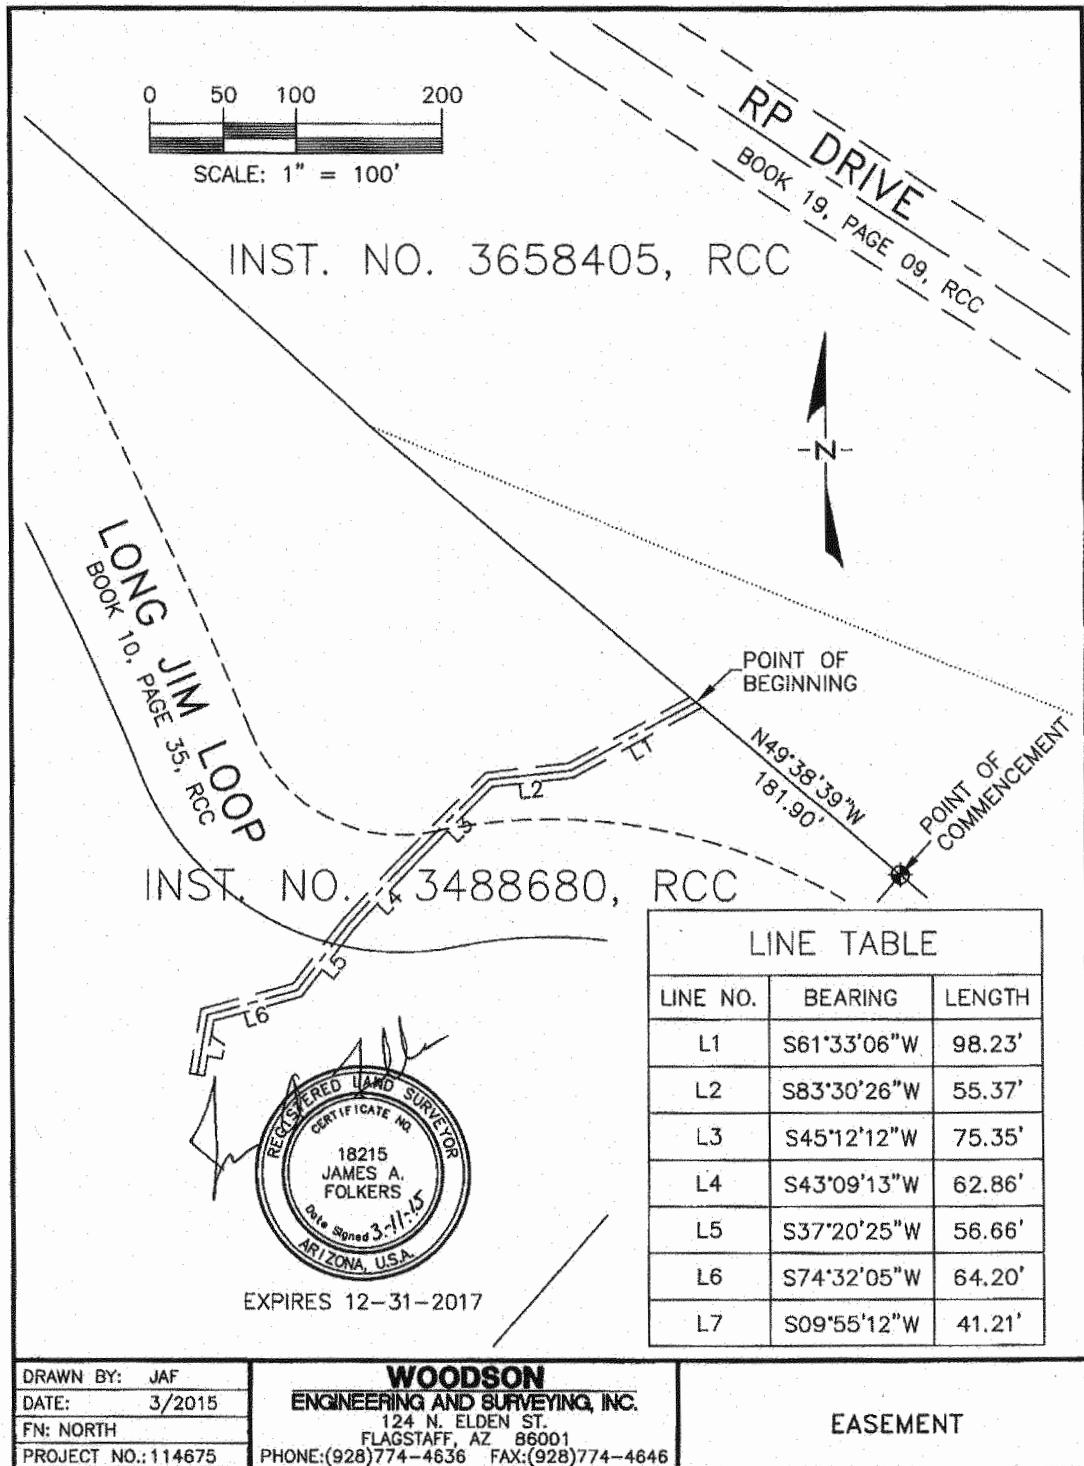 0 50 100 200
SCALE: 1" = 100'
RP DRIVE
BOOK 19, PAGE 09, RCC
INST. NO. 3658405, RCC
-N-
LONG JIM LOOP
BOOK 10, PAGE 35, RCC
POINT OF
BEGINNING
L1
N49°38'39"W
181.90'
POINT OF
COMMENCEMENT
L2
L3
INST. NO. 3488680, RCC
L4
L5
L6
L7
LINE TABLE
LINE NO. BEARING LENGTH
L1 S61°33'06"W 98.23'
L2 S83°30'26"W 55.37'
L3 S45°12'12"W 75.35'
L4 S43°09'13"W 62.86'
L5 S37°20'25"W 56.66'
L6 S74°32'05"W 64.20'
L7 S09°55'12"W 41.21'
REGISTERED LAND SURVEYOR
CERTIFICATE NO.
18215
JAMES A.
FOLKERS
Date Signed 3-11-15
ARIZONA, U.S.A.
EXPIRES 12-31-2017
DRAWN BY: JAF
DATE: 3/2015
FN: NORTH
PROJECT NO.: 114675
WOODSON
ENGINEERING AND SURVEYING, INC.
124 N. ELDEN ST.
FLAGSTAFF, AZ 86001
PHONE:(928)774-4636 FAX:(928)774-4646
EASEMENT